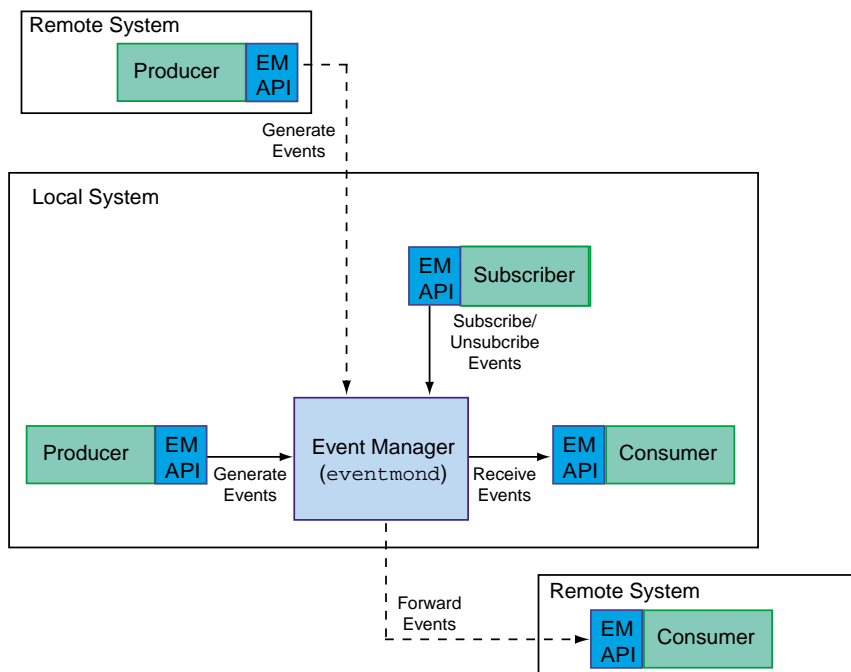 Remote System
Producer
EM
API
Generate
Events
Local System
EM
API
Subscriber
Subscribe/
Unsubcribe
Events
Producer
EM
API
Generate
Events
Event Manager
(eventmond)
Receive
Events
EM
API
Consumer
Forward
Events
Remote System
EM
API
Consumer